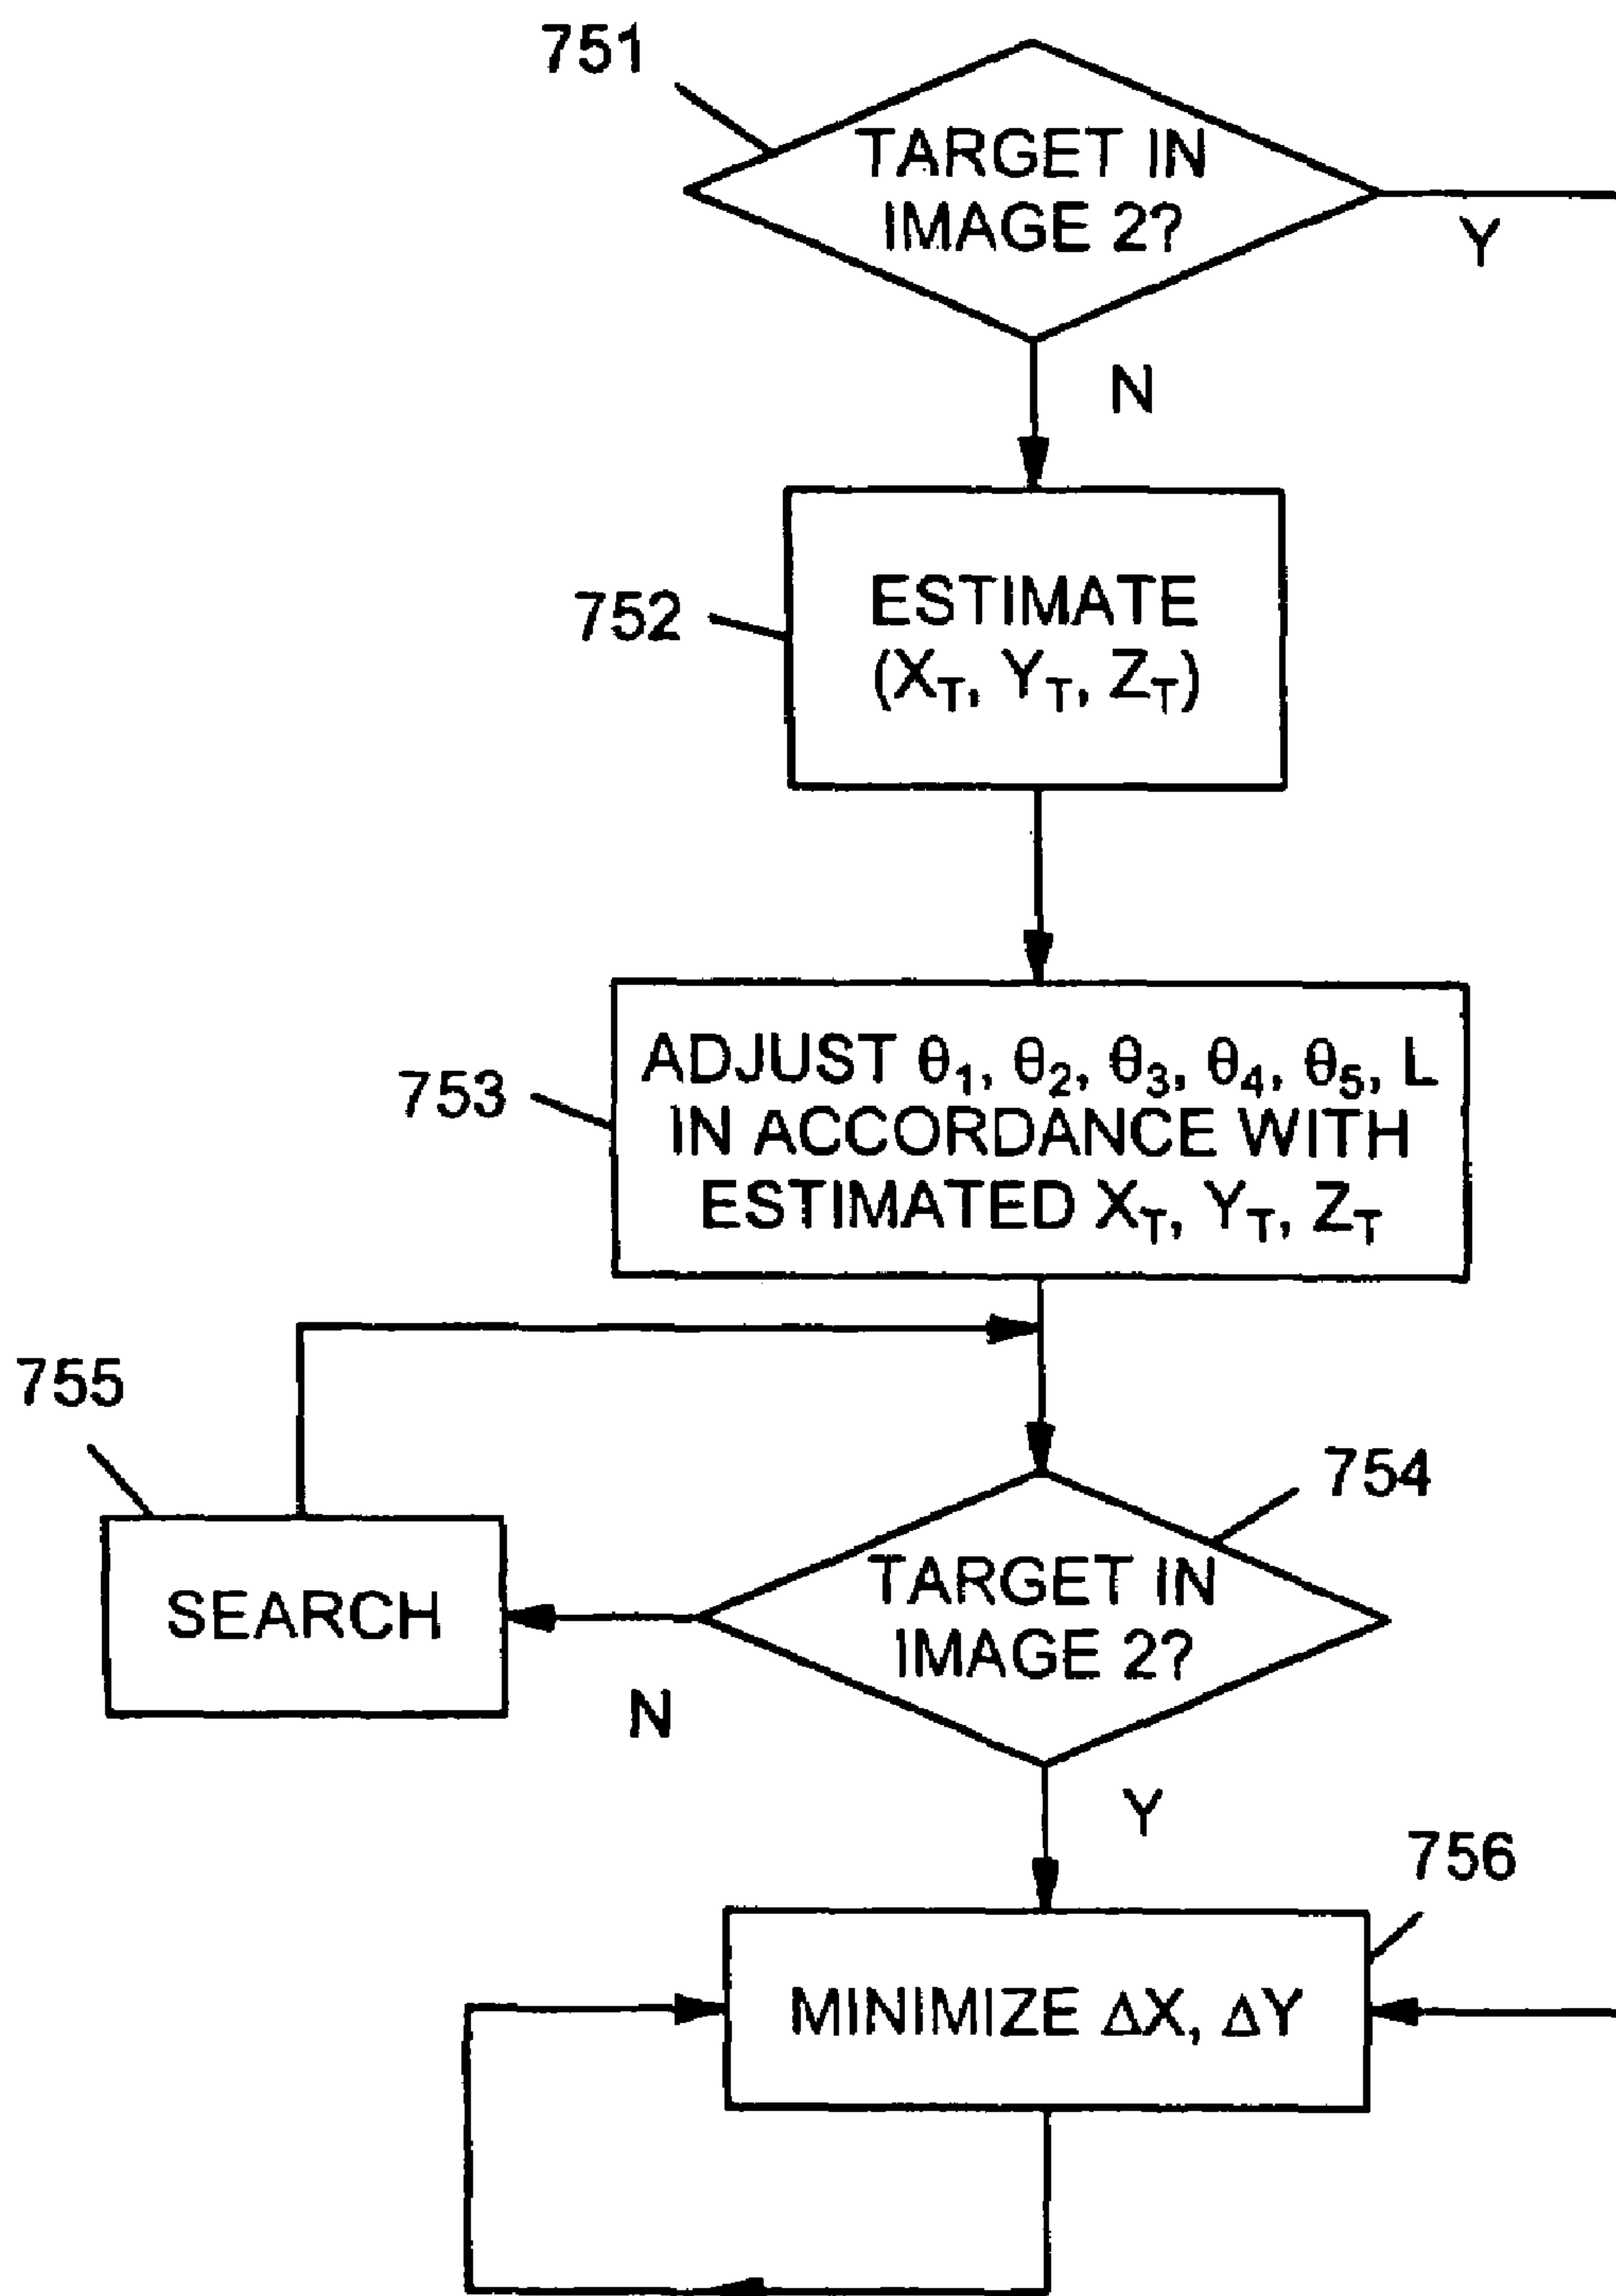 751
TARGET IN
IMAGE 2?
Y
N
752
ESTIMATE
(X_T, Y_T, Z_T)
753
ADJUST θ₁, θ₂, θ₃, θ₄, θ₅, L
IN ACCORDANCE WITH
ESTIMATED X_T, Y_T, Z_T
755
754
SEARCH
TARGET IN
IMAGE 2?
N
Y
756
MINIMIZE ΔX, ΔY